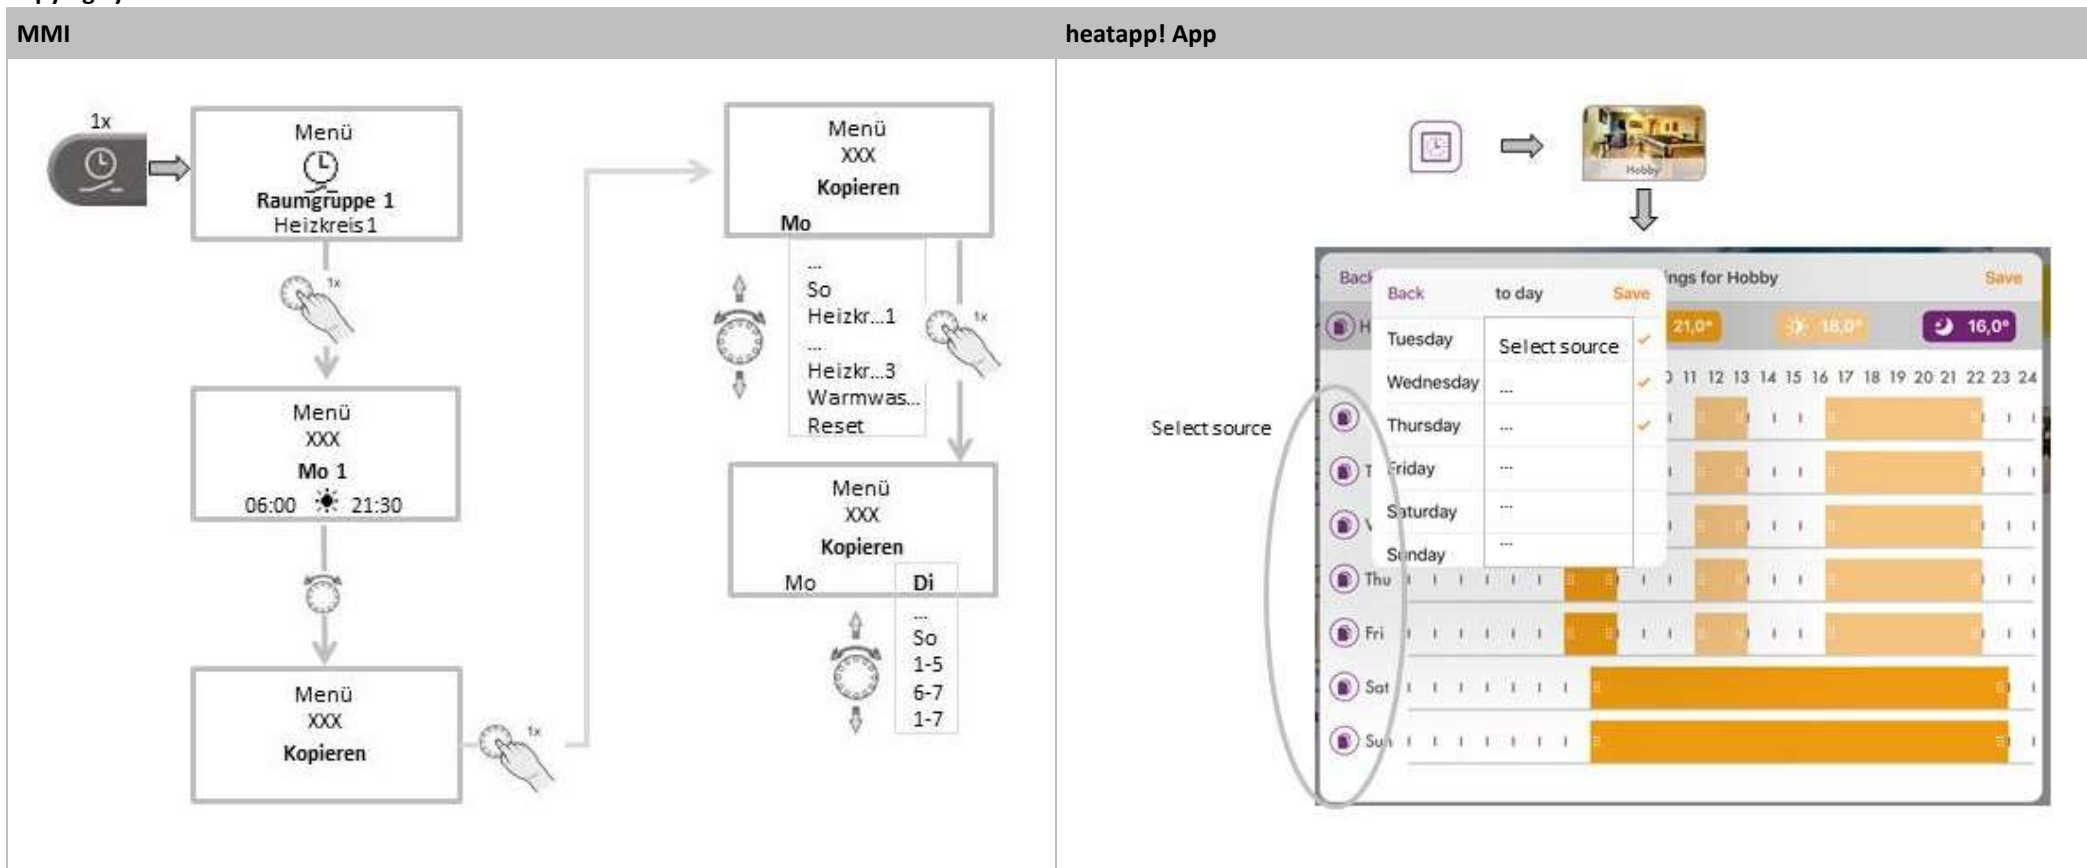 MMI
heatapp! App
1x
Menü
Raumgruppe 1
Heizkreis 1
1x
Menü
XXX
Mo 1
06:00 21:30
Menü
XXX
Kopieren
1x
Menü
XXX
Kopieren
Mo
...
So
Heizkr...1
...
Heizkr...3
Warmwas...
Reset
1x
Menü
XXX
Kopieren
Mo Di
...
So
1-5
6-7
1-7
Hobby
Select source
Back ings for Hobby Save
Back to day Save
H 21,0° 18,0° 16,0°
Tuesday Select source
Wednesday ...
Thursday ...
Friday ...
Saturday ...
Sunday ...
11 12 13 14 15 16 17 18 19 20 21 22 23 24
T
Thu
Fri
Sat
Sun